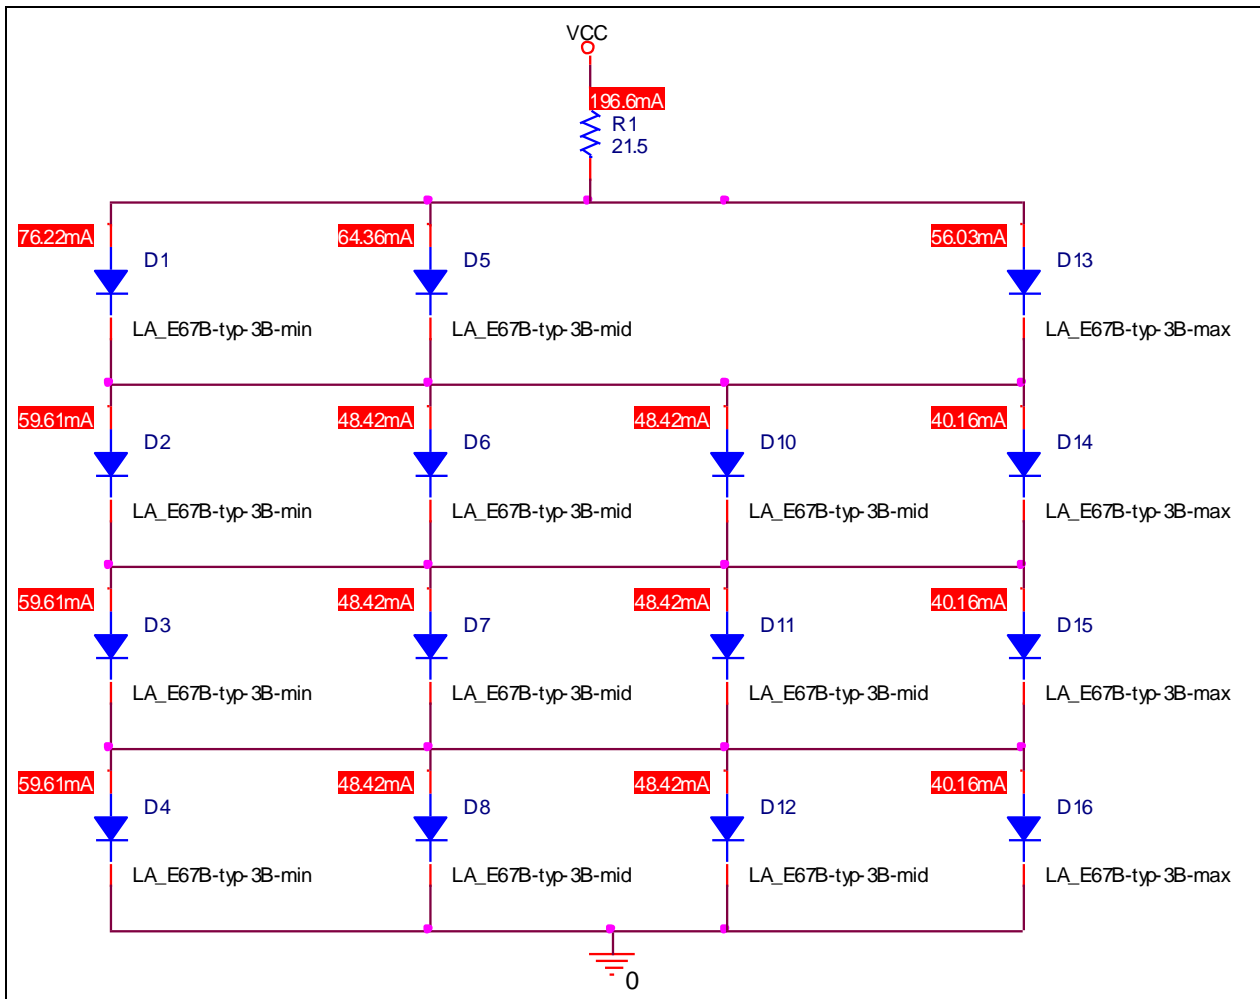 VCC
196.6mA
R1
21.5
76.22mA 64.36mA 56.03mA
D1 D5 D13
LA_E67B-typ-3B-min LA_E67B-typ-3B-mid LA_E67B-typ-3B-max
59.61mA 48.42mA 48.42mA 40.16mA
D2 D6 D10 D14
LA_E67B-typ-3B-min LA_E67B-typ-3B-mid LA_E67B-typ-3B-mid LA_E67B-typ-3B-max
59.61mA 48.42mA 48.42mA 40.16mA
D3 D7 D11 D15
LA_E67B-typ-3B-min LA_E67B-typ-3B-mid LA_E67B-typ-3B-mid LA_E67B-typ-3B-max
59.61mA 48.42mA 48.42mA 40.16mA
D4 D8 D12 D16
LA_E67B-typ-3B-min LA_E67B-typ-3B-mid LA_E67B-typ-3B-mid LA_E67B-typ-3B-max
0